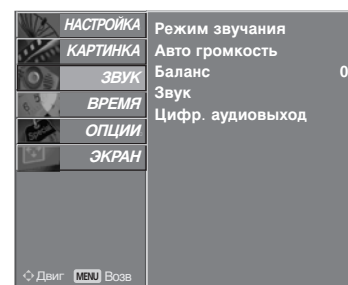 НАСТРОЙКА
КАРТИНКА
ЗВУК
ВРЕМЯ
ОПЦИИ
ЭКРАН
Режим звучания
Авто громкость
Баланс 0
Звук
Цифр. аудиовыход
Двиг MENU Возв